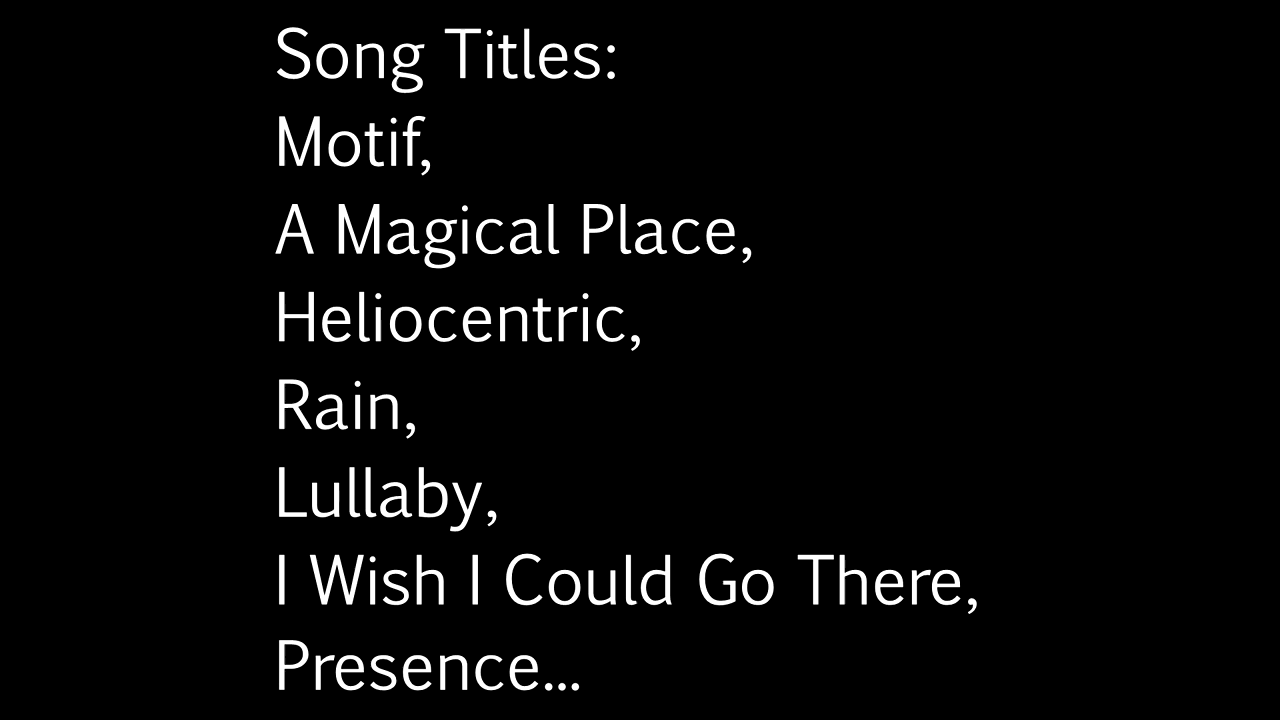 Song Titles:
Motif,
A Magical Place,
Heliocentric,
Rain,
Lullaby,
I Wish I Could Go There,
Presence...